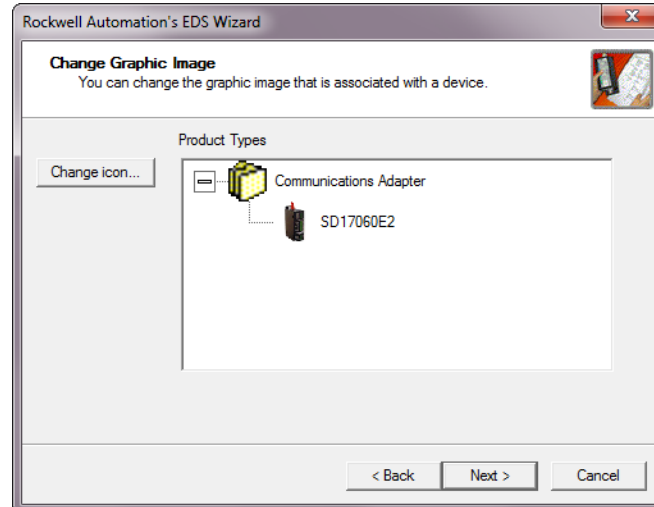 Rockwell Automation's EDS Wizard
Change Graphic Image
You can change the graphic image that is associated with a device.
Product Types
Change icon...
Communications Adapter
SD17060E2
< Back
Next >
Cancel